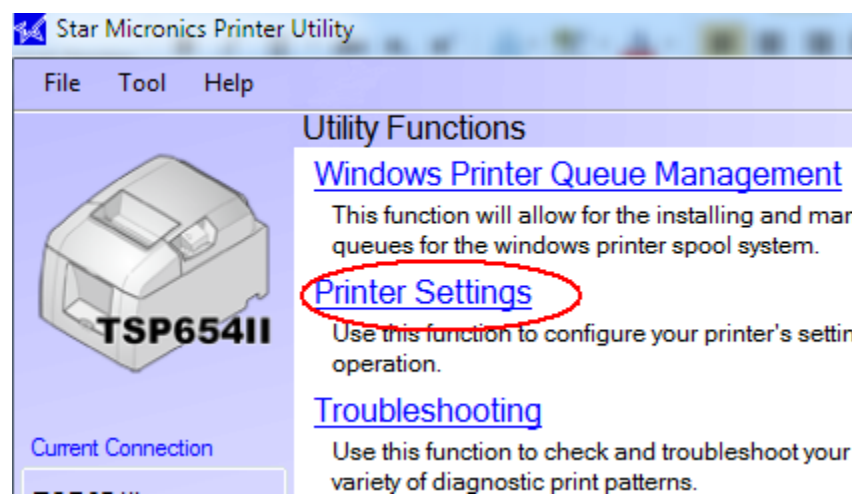 Star Micronics Printer Utility
File Tool Help
Utility Functions
Windows Printer Queue Management
This function will allow for the installing and mar
queues for the windows printer spool system.
Printer Settings
Use this function to configure your printer's settin
operation.
TSP654II
Troubleshooting
Use this function to check and troubleshoot your
variety of diagnostic print patterns.
Current Connection